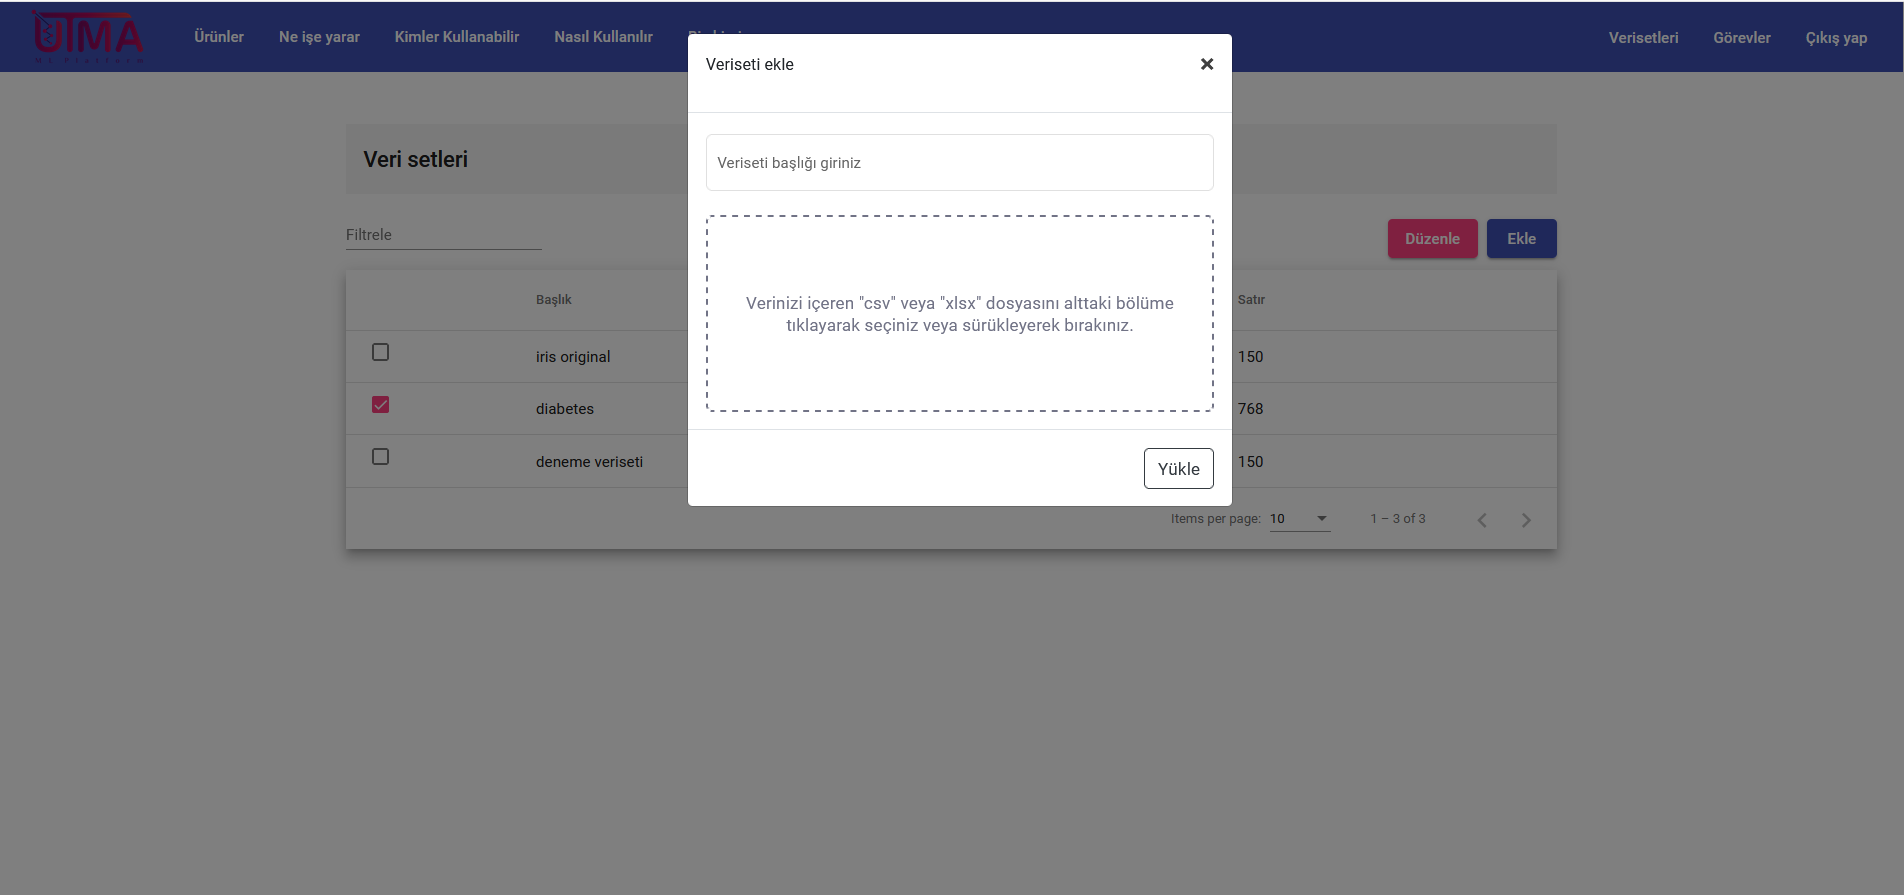 UTMA
Ürünler Ne işe yarar Kimler Kullanabilir Nasıl Kullanılır Verisetleri Görevler Çıkış yap
Veriseti ekle
Veriseti başlığı giriniz
Verinizi içeren "csv" veya "xlsx" dosyasını alttaki bölüme
tıklayarak seçiniz veya sürükleyerek bırakınız.
Yükle
Veri setleri
Filtrele
Düzenle Ekle
Başlık Satır
iris original 150
diabetes 768
deneme veriseti 150
Items per page: 10 1 – 3 of 3